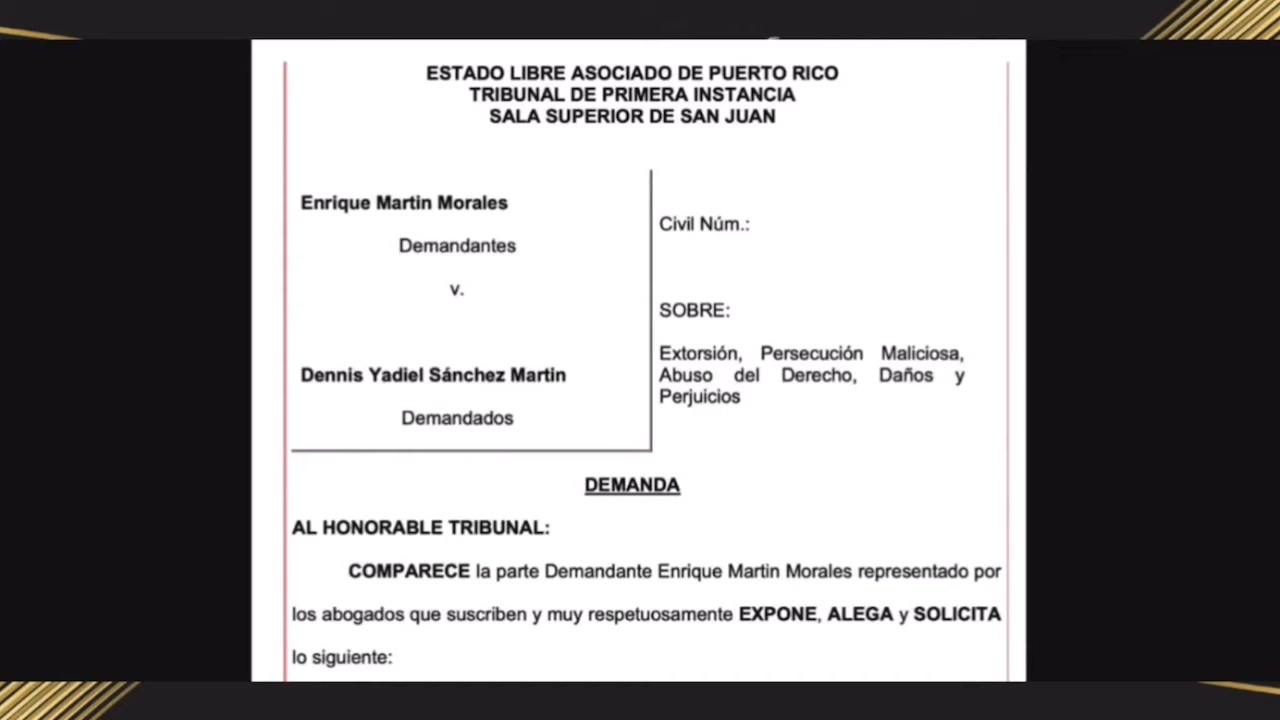 ESTADO LIBRE ASOCIADO DE PUERTO RICO
TRIBUNAL DE PRIMERA INSTANCIA
SALA SUPERIOR DE SAN JUAN
Enrique Martin Morales
Demandantes
v.
Dennis Yadiel Sánchez Martin
Demandados
Civil Núm.:
SOBRE:
Extorsión, Persecución Maliciosa,
Abuso del Derecho, Daños y
Perjuicios
DEMANDA
AL HONORABLE TRIBUNAL:
COMPARECE la parte Demandante Enrique Martin Morales representado por
los abogados que suscriben y muy respetuosamente EXPONE, ALEGA y SOLICITA
lo siguiente: